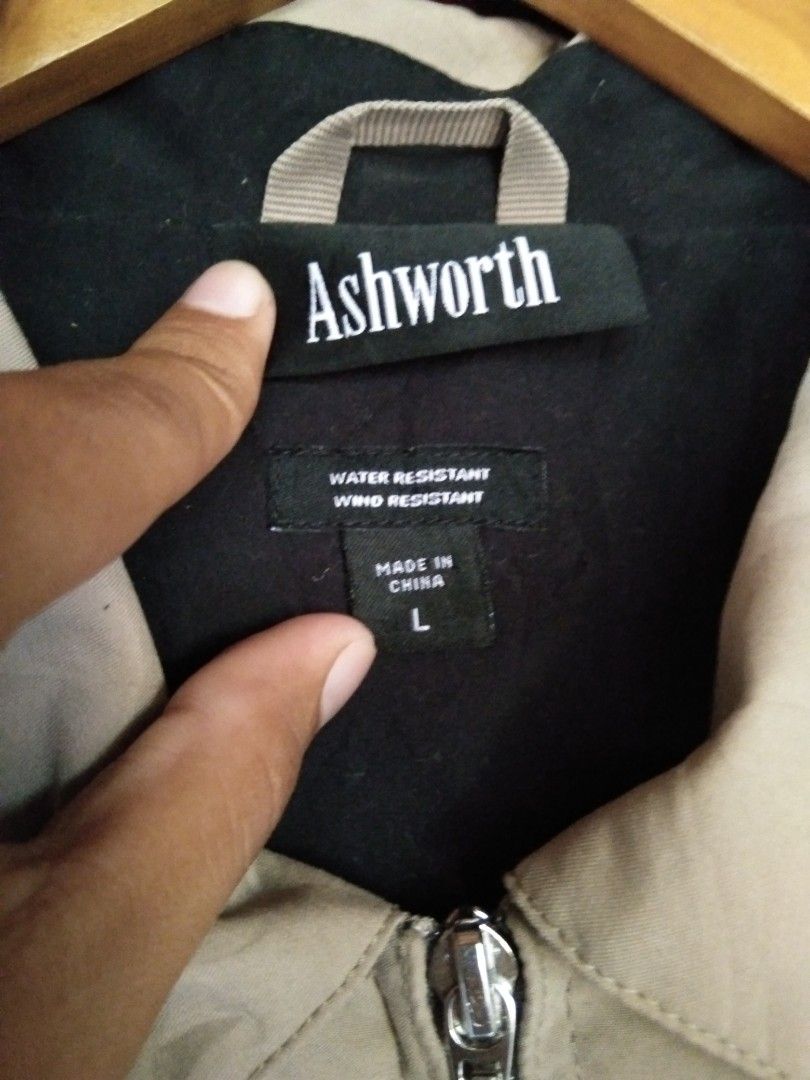 Ashworth
WATER RESISTANT
WIND RESISTANT
MADE IN
CHINA
L